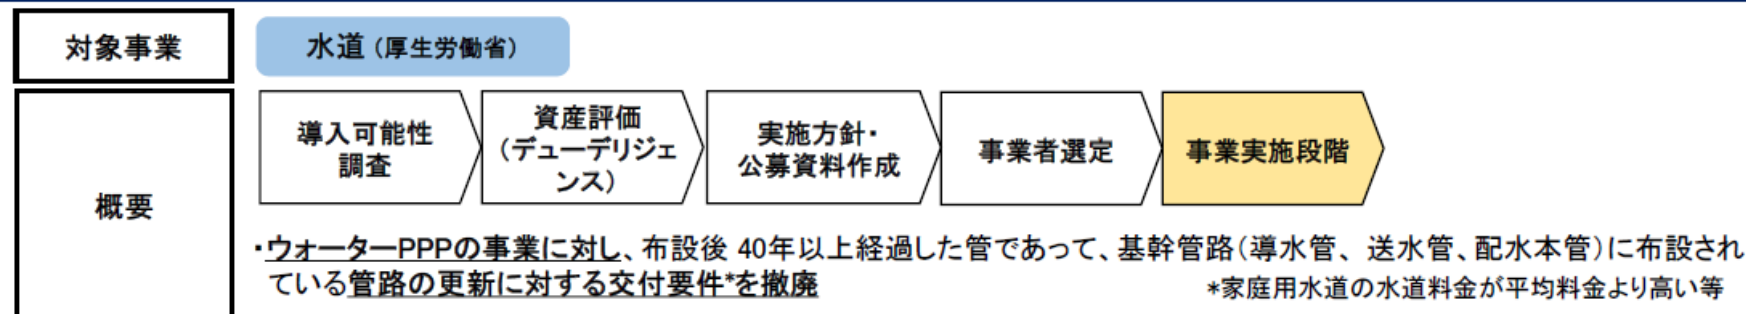 対象事業
水道（厚生労働省）
概要
導入可能性
調査
資産評価
（デューデリジェ
ンス）
実施方針・
公募資料作成
事業者選定
事業実施段階
・ウォーターPPPの事業に対し、布設後 40年以上経過した管であって、基幹管路（導水管、 送水管、配水本管）に布設され
ている管路の更新に対する交付要件*を撤廃
*家庭用水道の水道料金が平均料金より高い等